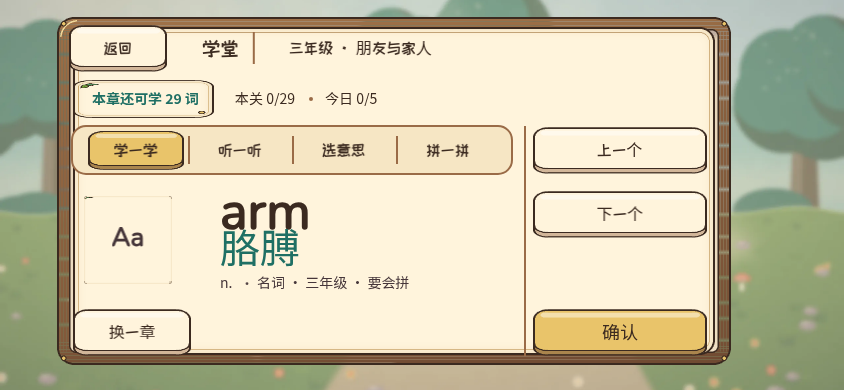 返回 学堂 三年级 · 朋友与家人
本章还可学 29 词 本关 0/29 • 今日 0/5
学一学 听一听 选意思 拼一拼
上一个
下一个
Aa
arm
胳膊
n. · 名词 · 三年级 · 要会拼
换一章
确认